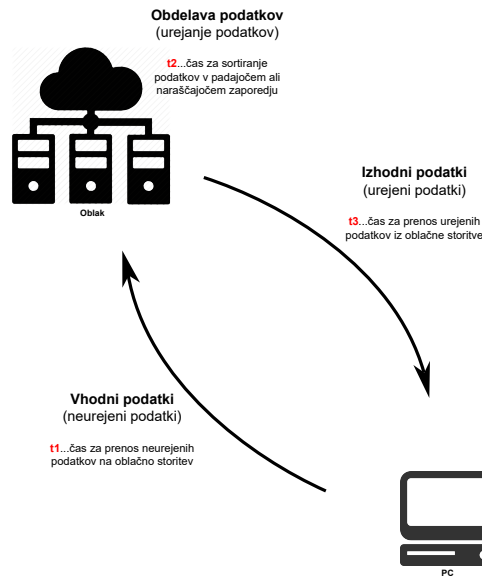 Obdelava podatkov
(urejanje podatkov)
t2...čas za sortiranje
podatkov v padajočem ali
naraščajočem zaporedju
Oblak
Izhodni podatki
(urejeni podatki)
t3...čas za prenos urejenih
podatkov iz oblačne storitve
Vhodni podatki
(neurejeni podatki)
t1...čas za prenos neurejenih
podatkov na oblačno storitev
PC